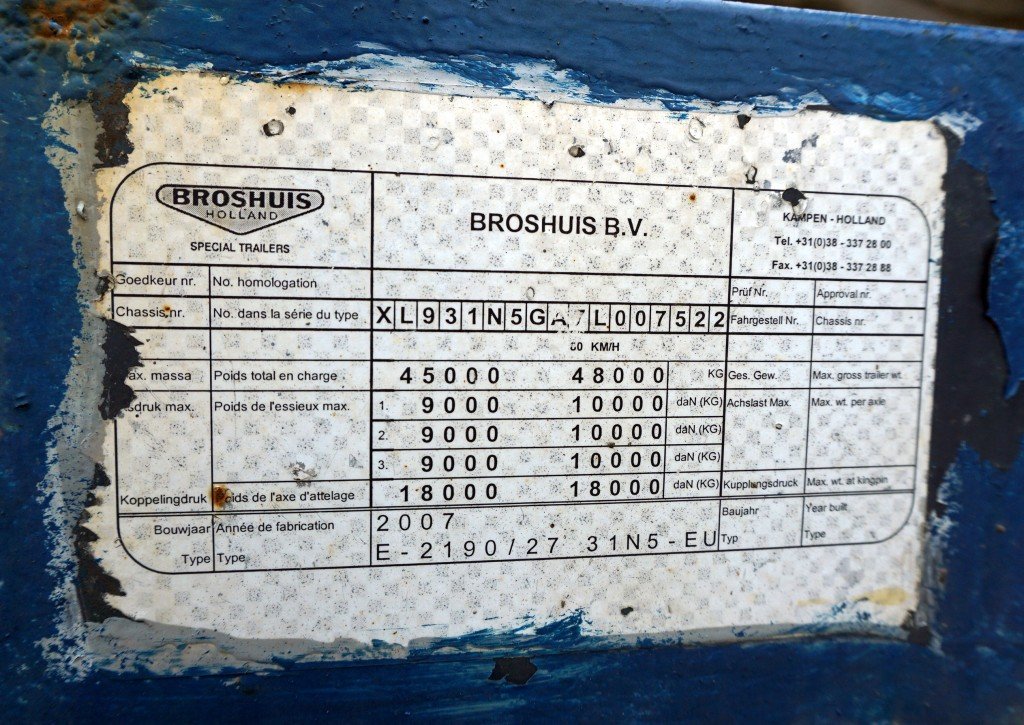 BROSHUIS
HOLLAND
SPECIAL TRAILERS
BROSHUIS B.V.
KAMPEN - HOLLAND
Tel. +31(0)38 - 337 28 00
Fax. +31(0)38 - 337 28 88
Goedkeur nr. No. homologation Prüf Nr. Approval nr.
Chassis nr. No. dans la série du type XL931N5GA7L007522 Fahrgestell Nr. Chassis nr.
80 KM/H
massa Poids total en charge 45000 48000 KG Ges. Gew. Max. gross trailer wt.
max. Poids de l'essieux max. 1. 9000 10000 daN (KG) Achslast Max. Max. wt. per axle
2. 9000 10000 daN (KG)
3. 9000 10000 daN (KG)
Koppelingdruk Poids de l'axe d'attelage 18000 18000 daN (KG) Kupplungsdruck Max. wt. at kingpin
Bouwjaar Année de fabrication 2007 Baujahr Year built
Type Type E-2190/27 31N5-EU Typ Type